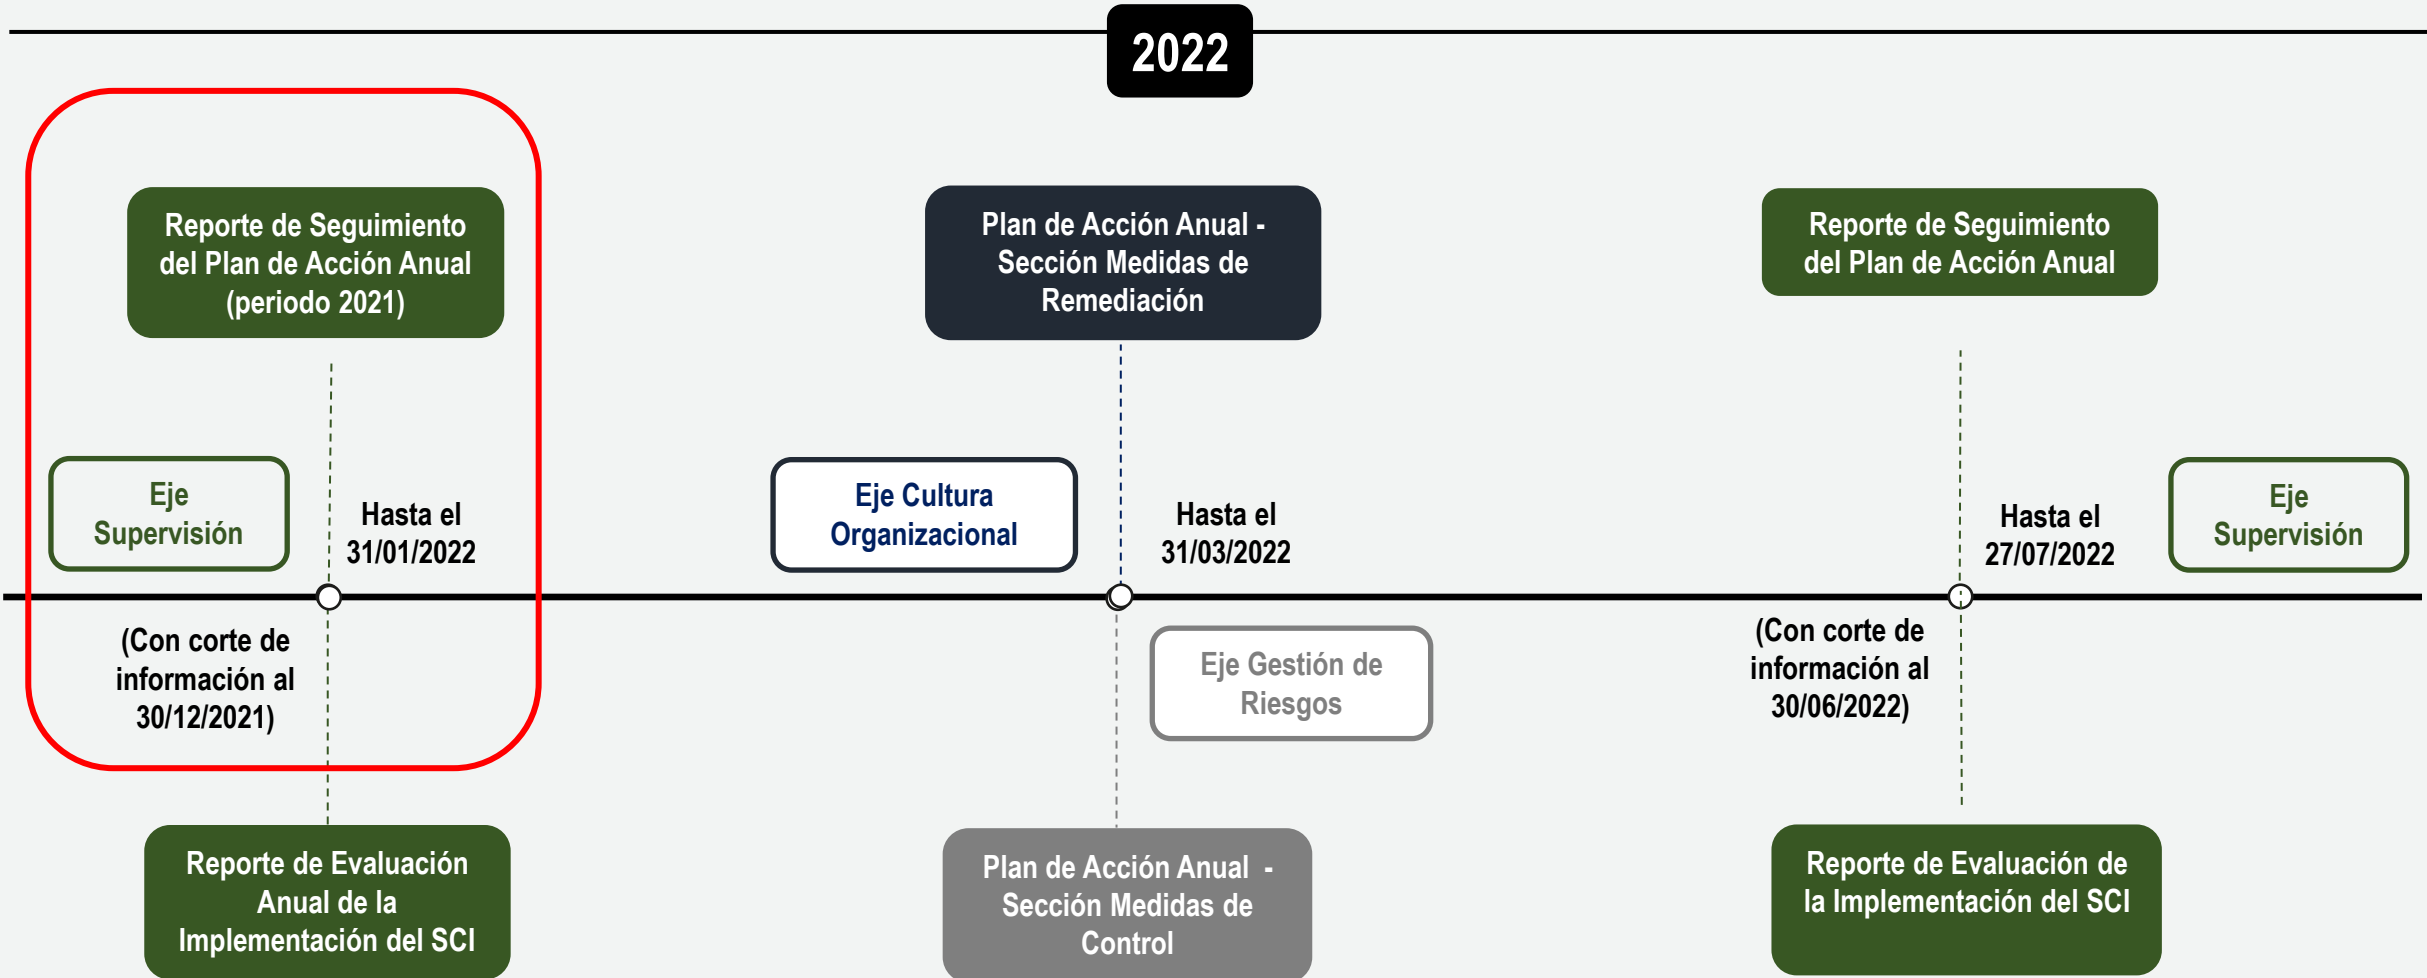 2022
Reporte de Seguimiento
del Plan de Acción Anual
(periodo 2021)
Plan de Acción Anual -
Sección Medidas de
Remediación
Reporte de Seguimiento
del Plan de Acción Anual
Eje
Supervisión
Hasta el
31/01/2022
Eje Cultura
Organizacional
Hasta el
31/03/2022
Hasta el
27/07/2022
Eje
Supervisión
(Con corte de
información al
30/12/2021)
Eje Gestión de
Riesgos
(Con corte de
información al
30/06/2022)
Reporte de Evaluación
Anual de la
Implementación del SCI
Plan de Acción Anual -
Sección Medidas de
Control
Reporte de Evaluación de
la Implementación del SCI